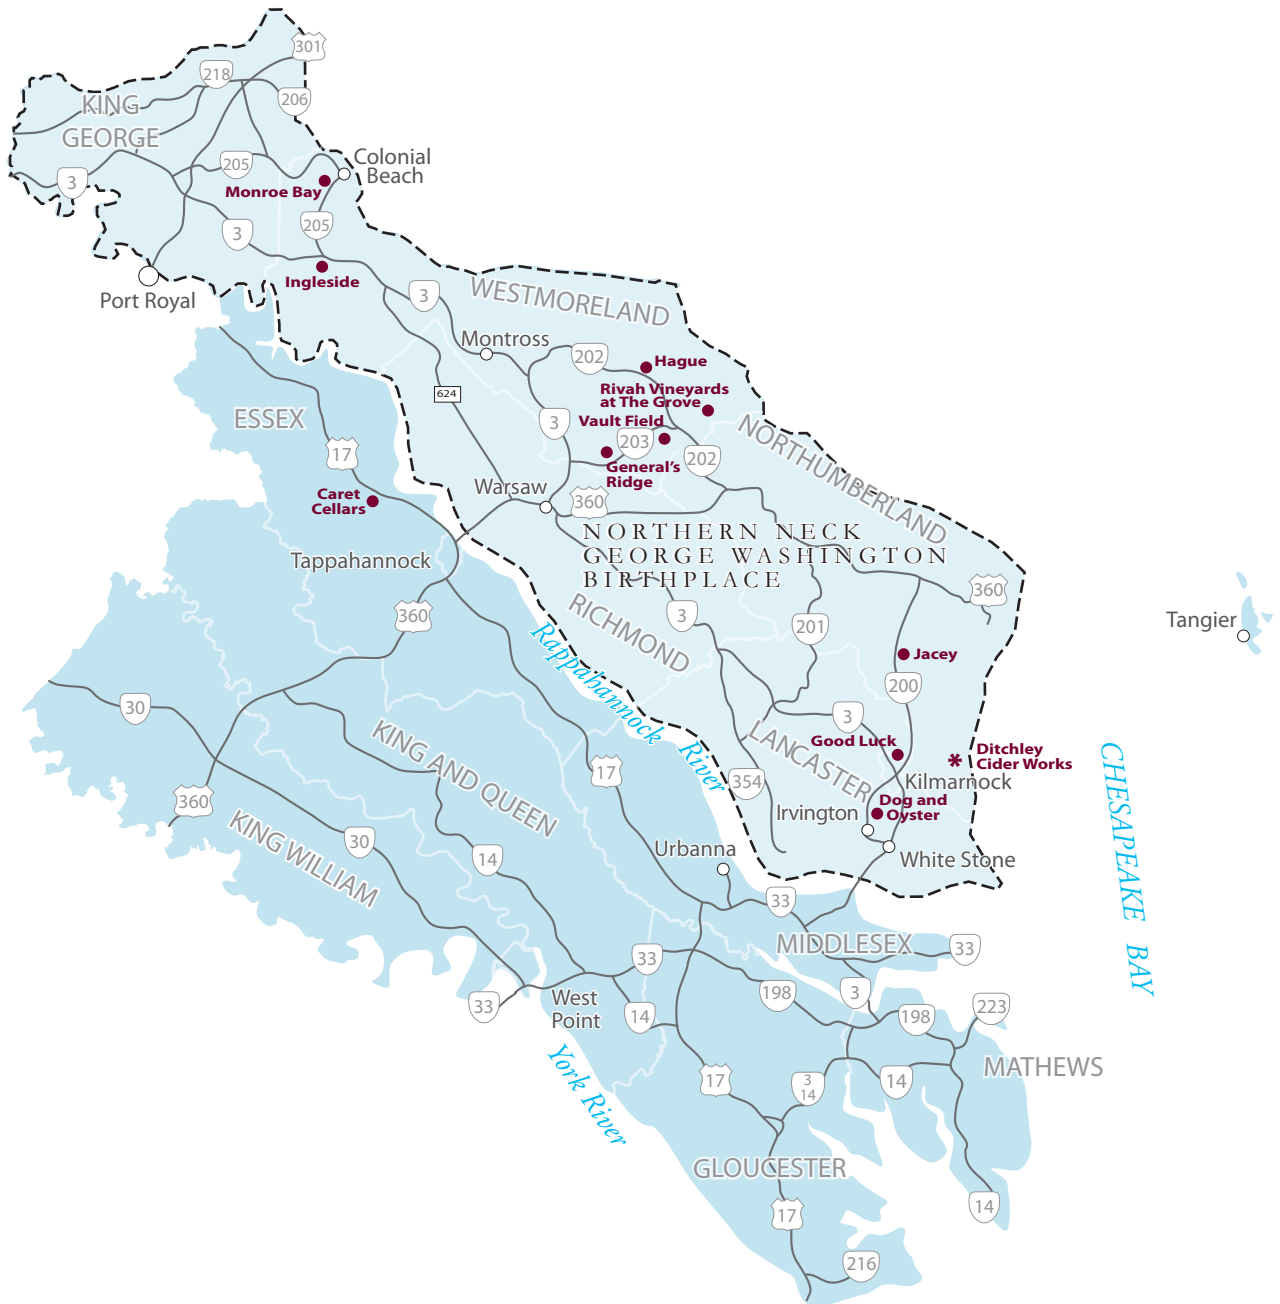 301
218
206
KING
GEORGE
Colonial
Beach
205
3
Monroe Bay
205
3
Ingleside
Port Royal
3
WESTMORELAND
Montross
202
Hague
Rivah Vineyards
at The Grove
624
ESSEX
3
Vault Field
203
NORTHUMBERLAND
17
202
General's
Ridge
Caret
Cellars
Warsaw
360
NORTHERN NECK
GEORGE WASHINGTON
BIRTHPLACE
Tappahannock
360
360
RICHMOND
3
201
Tangier
Rappahannock River
Jacey
200
30
3
LANCASTER
Good Luck
Ditchley
Cider Works
KING AND QUEEN
17
354
Kilmarnock
CHESAPEAKE BAY
360
Dog and
Oyster
Irvington
KING WILLIAM
30
14
Urbanna
White Stone
33
MIDDLESEX
33
33
198
3
West
Point
33
14
198
223
York River
MATHEWS
17
3
14
14
GLOUCESTER
17
14
216